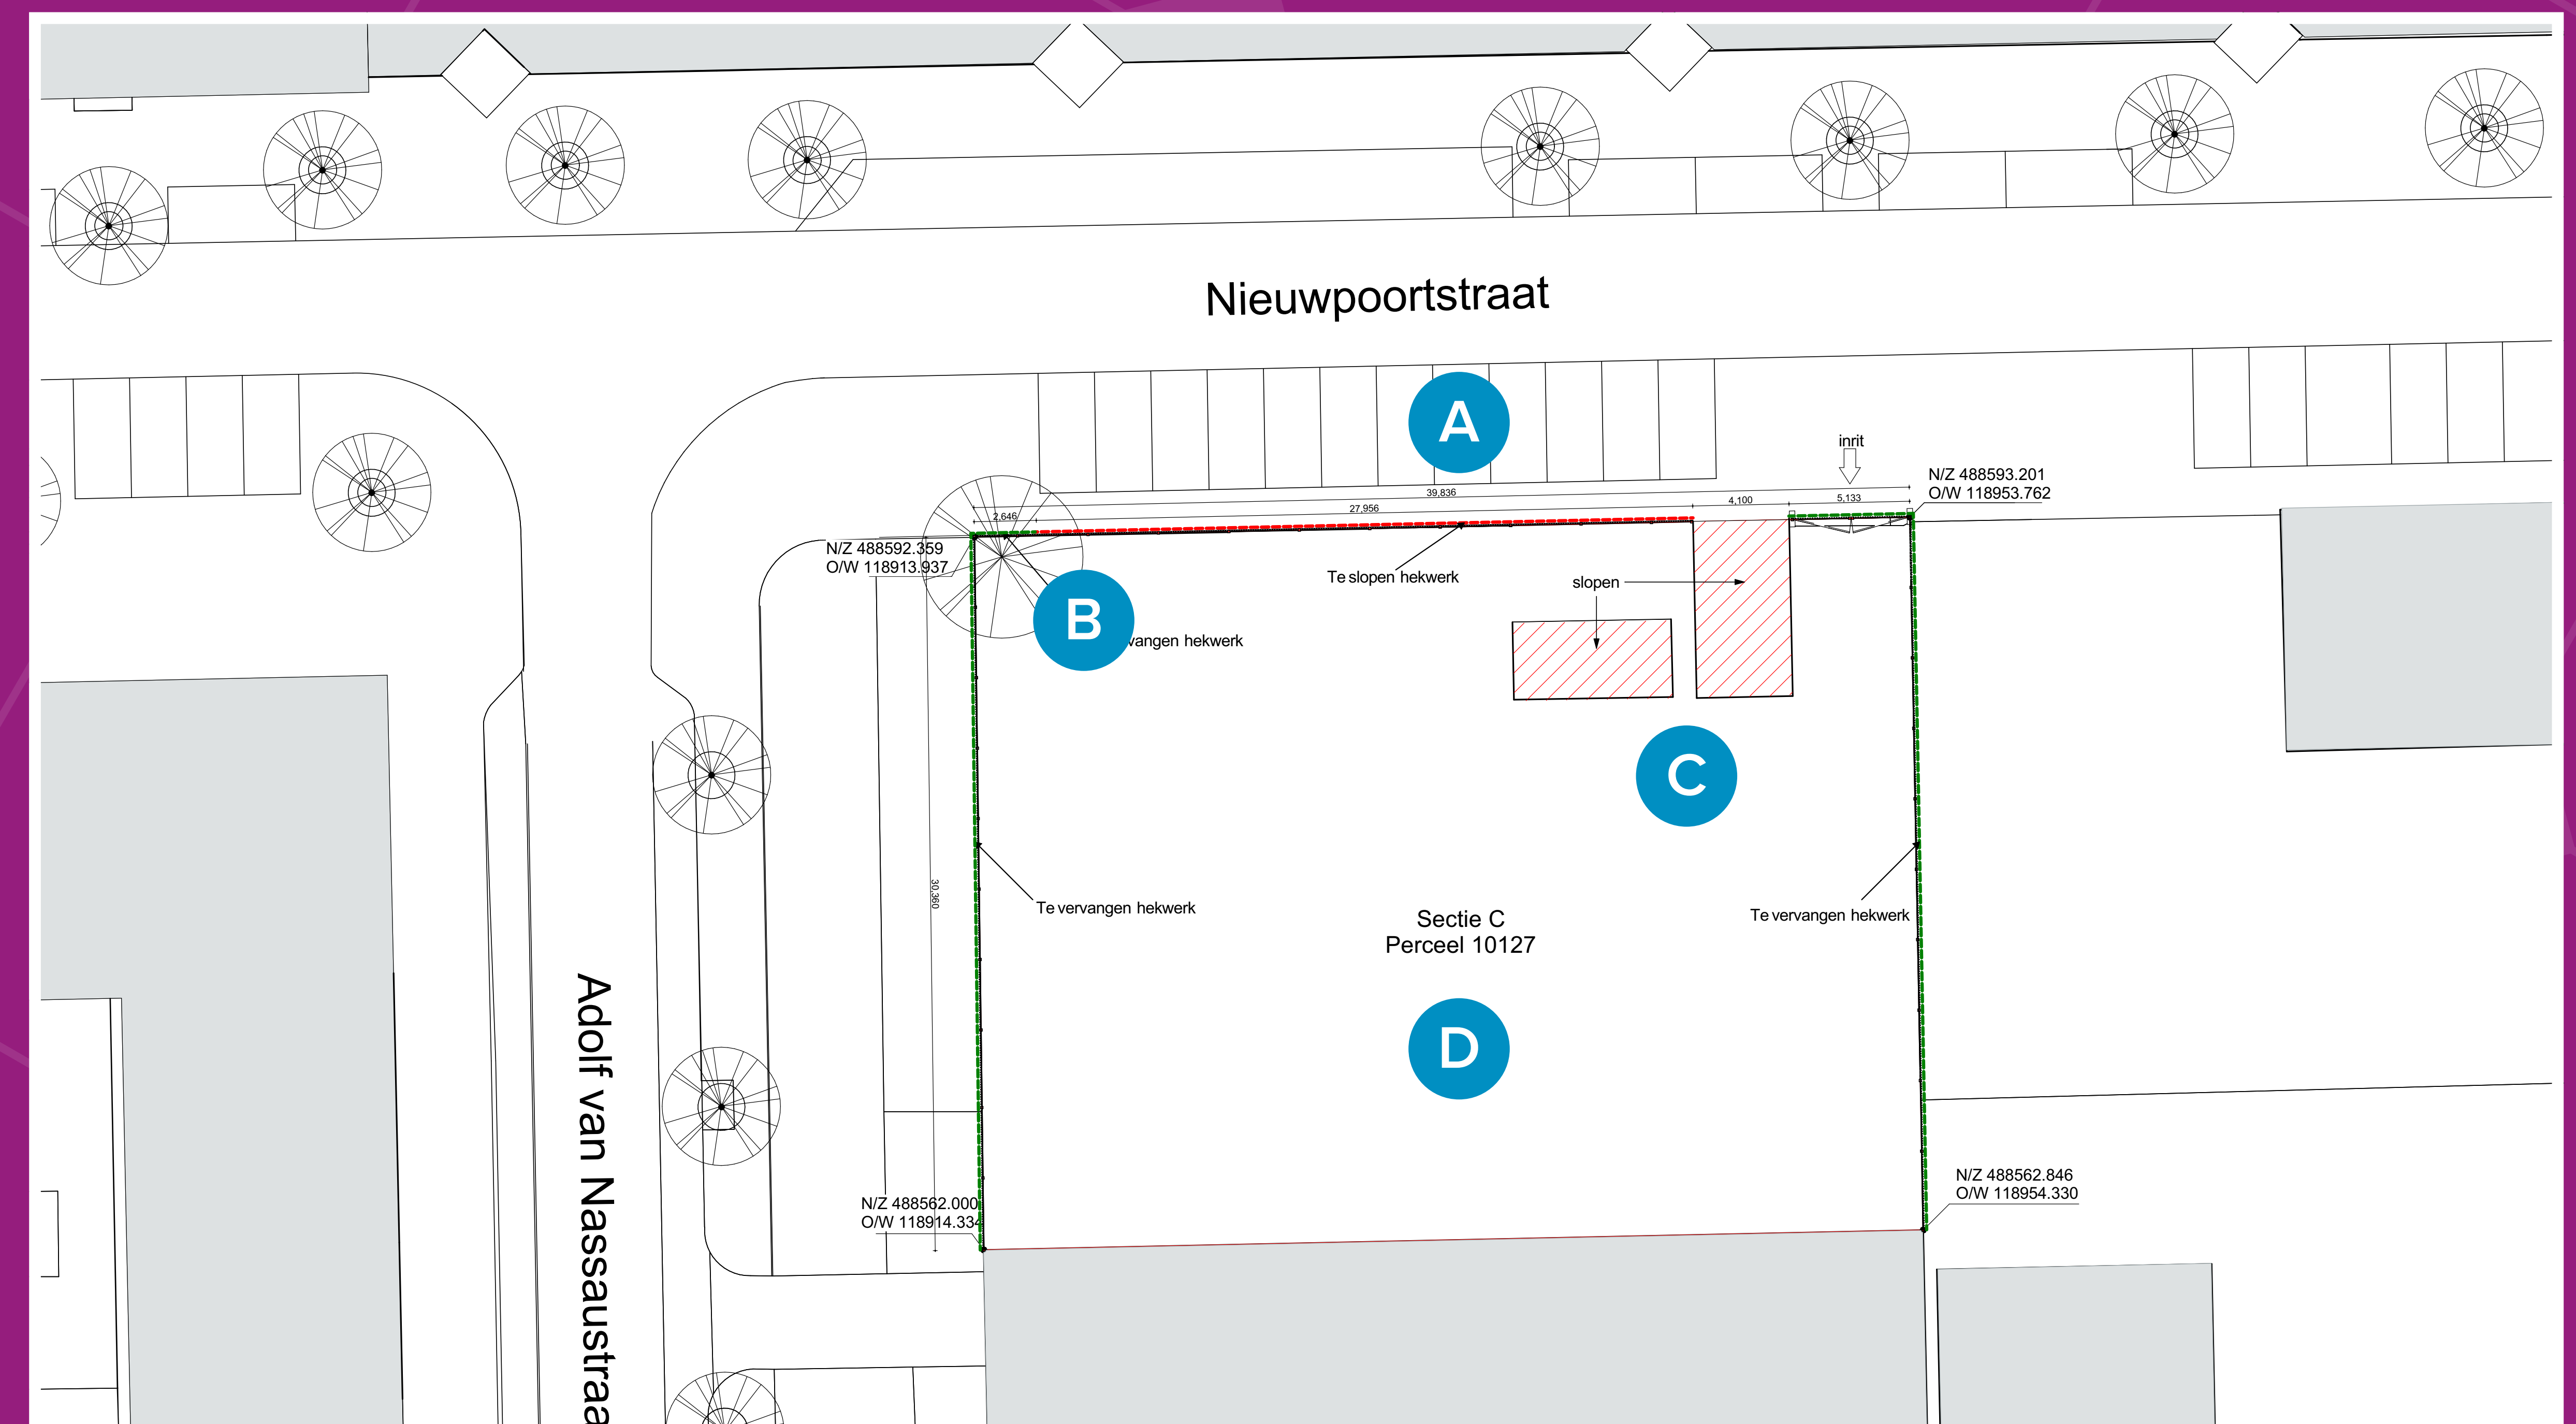 Nieuwpoortstraat
A
inrit
N/Z 488593.201
O/W 118953.762
39,836
27,956
4,100
5,133
2,646
N/Z 488592.359
O/W 118913.937
Te slopen hekwerk
slopen
B
vangen hekwerk
C
30,360
Te vervangen hekwerk
Te vervangen hekwerk
Sectie C
Perceel 10127
D
Adolf van Nassaustraa
N/Z 488562.846
O/W 118954.330
N/Z 488562.000
O/W 118914.334